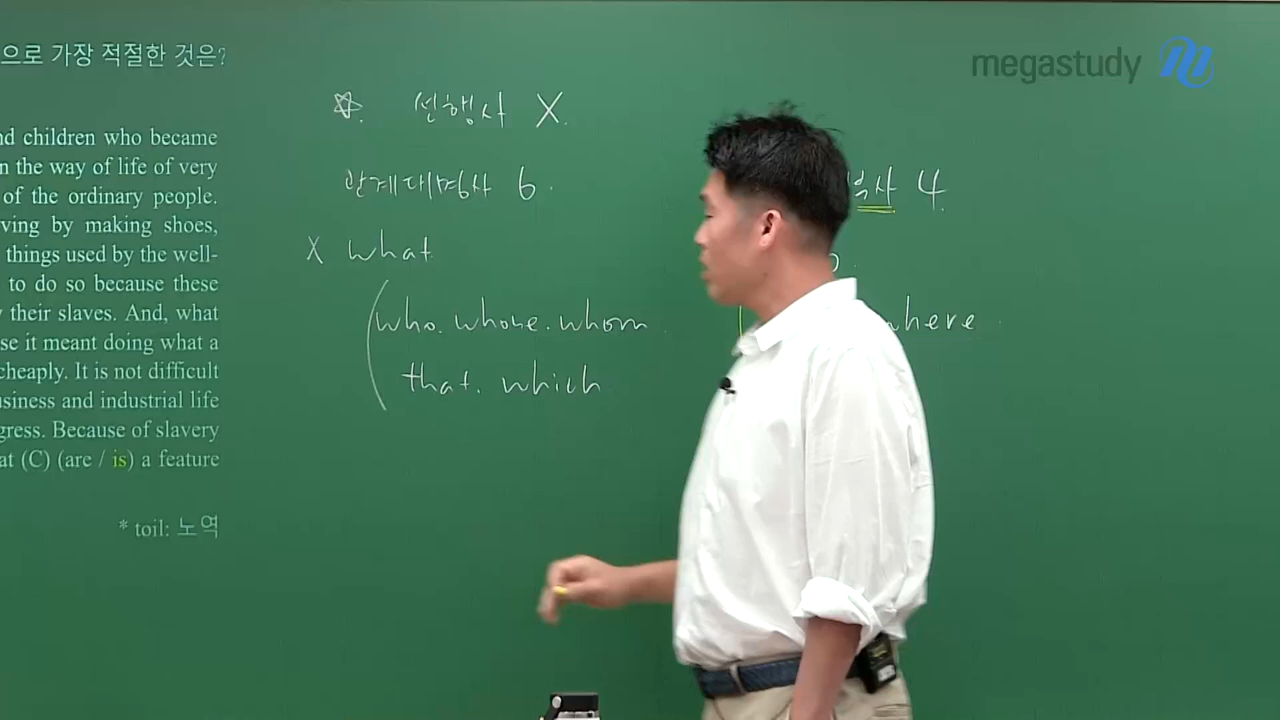 으로 가장 적절한 것은?
megastudy
nd children who became
n the way of life of very
of the ordinary people.
ving by making shoes,
things used by the well-
to do so because these
their slaves. And, what
se it meant doing what a
cheaply. It is not difficult
usiness and industrial life
gress. Because of slavery
at (C) (are / is) a feature
* toil: 노역
선행사 X.
관계대명사 6.
사 4.
X what
who. whose. whom
that. which
where